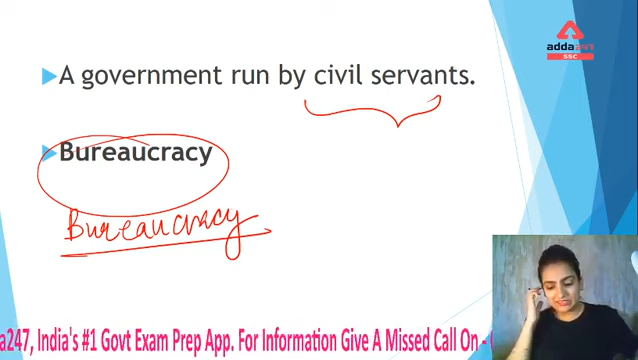 adda247
SSC
A government run by civil servants.
Bureaucracy
Bureaucracy
a247, India's #1 Govt Exam Prep App. For Information Give A Missed Call On -